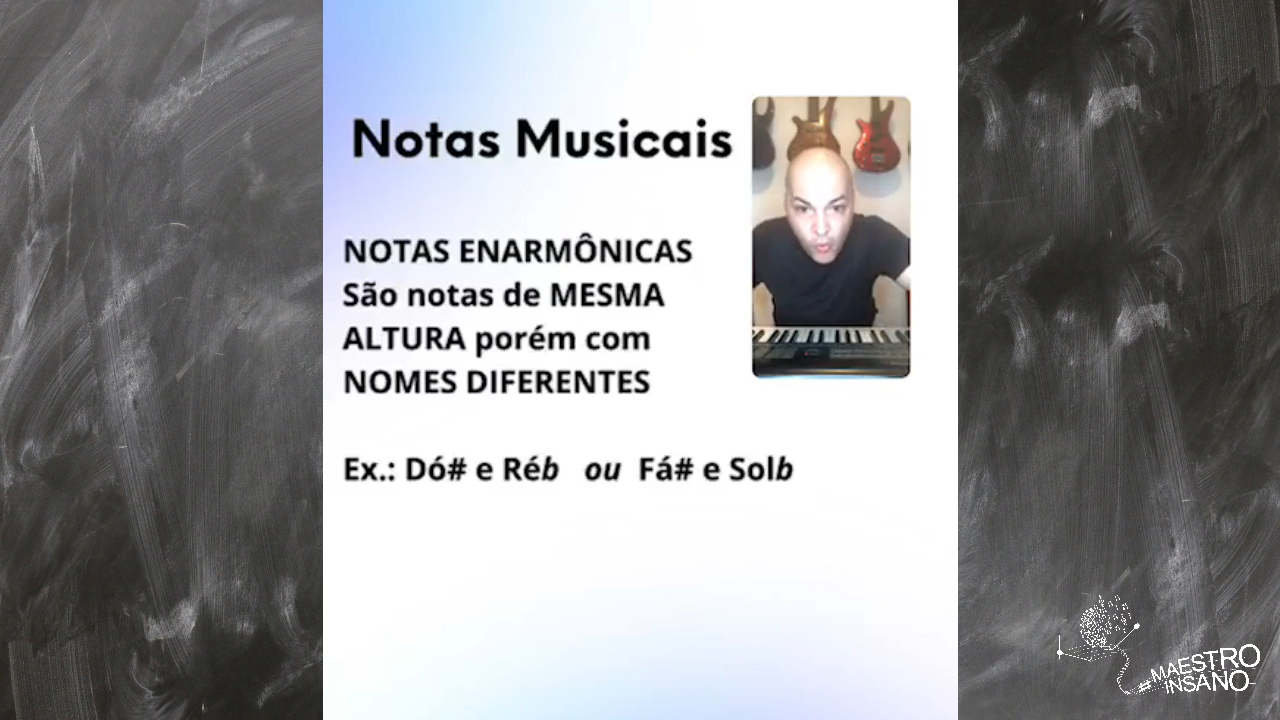 Notas Musicais
NOTAS ENARMÔNICAS
São notas de MESMA
ALTURA porém com
NOMES DIFERENTES
Ex.: Dó# e Réb ou Fá# e Solb
#MAESTRO
INSANO